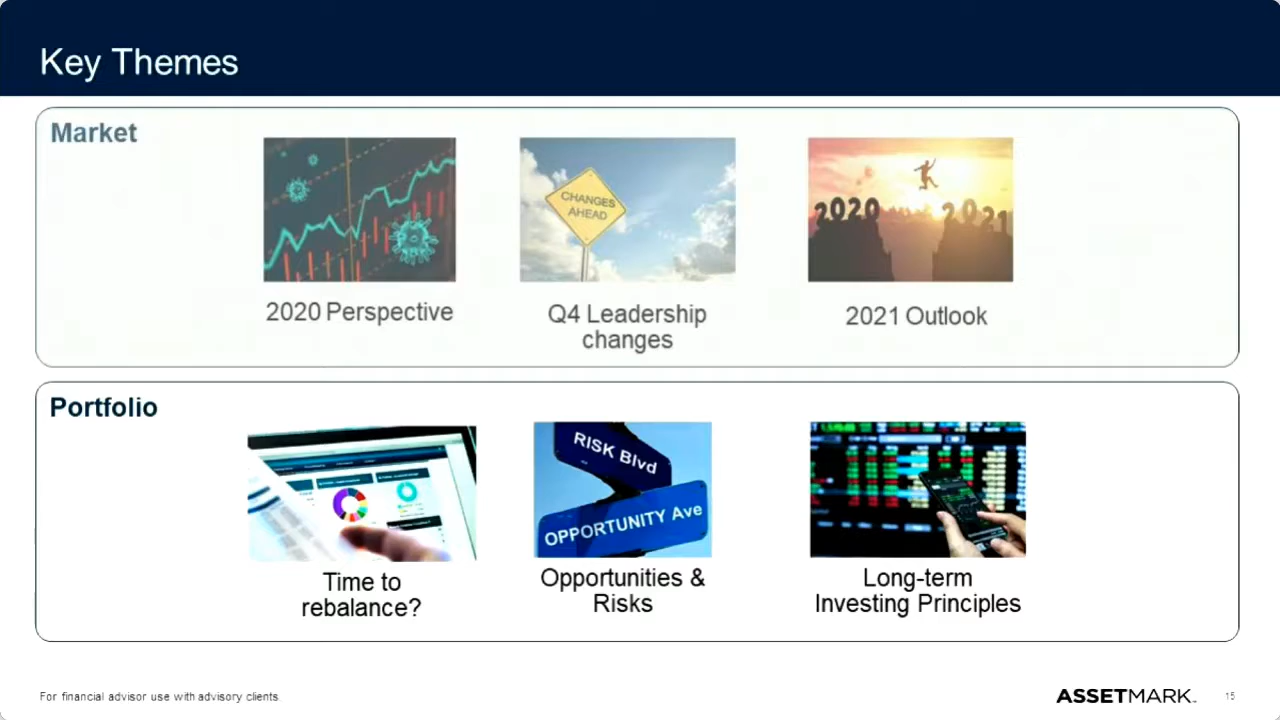 Key Themes
Market
CHANGES
AHEAD
2020
2021
2020 Perspective
Q4 Leadership
changes
2021 Outlook
Portfolio
RISK Blvd
OPPORTUNITY Ave
Time to
rebalance?
Opportunities &
Risks
Long-term
Investing Principles
For financial advisor use with advisory clients.
ASSETMARK™
15